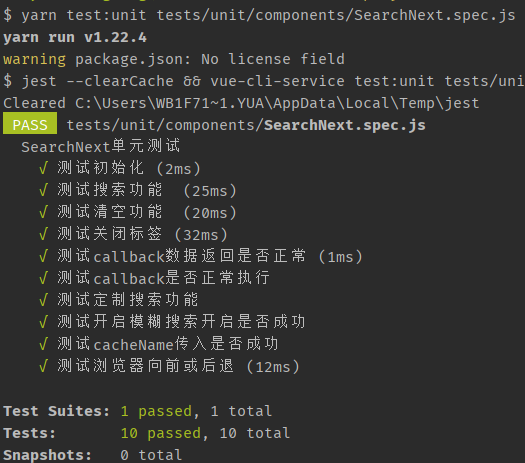 $ yarn test:unit tests/unit/components/SearchNext.spec.js
yarn run v1.22.4
warning package.json: No license field
$ jest --clearCache && vue-cli-service test:unit tests/uni
Cleared C:\Users\WB1F71~1.YUA\AppData\Local\Temp\jest
PASS tests/unit/components/SearchNext.spec.js
SearchNext单元测试
√ 测试初始化 (2ms)
√ 测试搜索功能 (25ms)
√ 测试清空功能 (20ms)
√ 测试关闭标签 (32ms)
√ 测试callback数据返回是否正常 (1ms)
√ 测试callback是否正常执行
√ 测试定制搜索功能
√ 测试开启模糊搜索开启是否成功
√ 测试cacheName传入是否成功
√ 测试浏览器向前或后退 (12ms)
Test Suites: 1 passed, 1 total
Tests: 10 passed, 10 total
Snapshots: 0 total